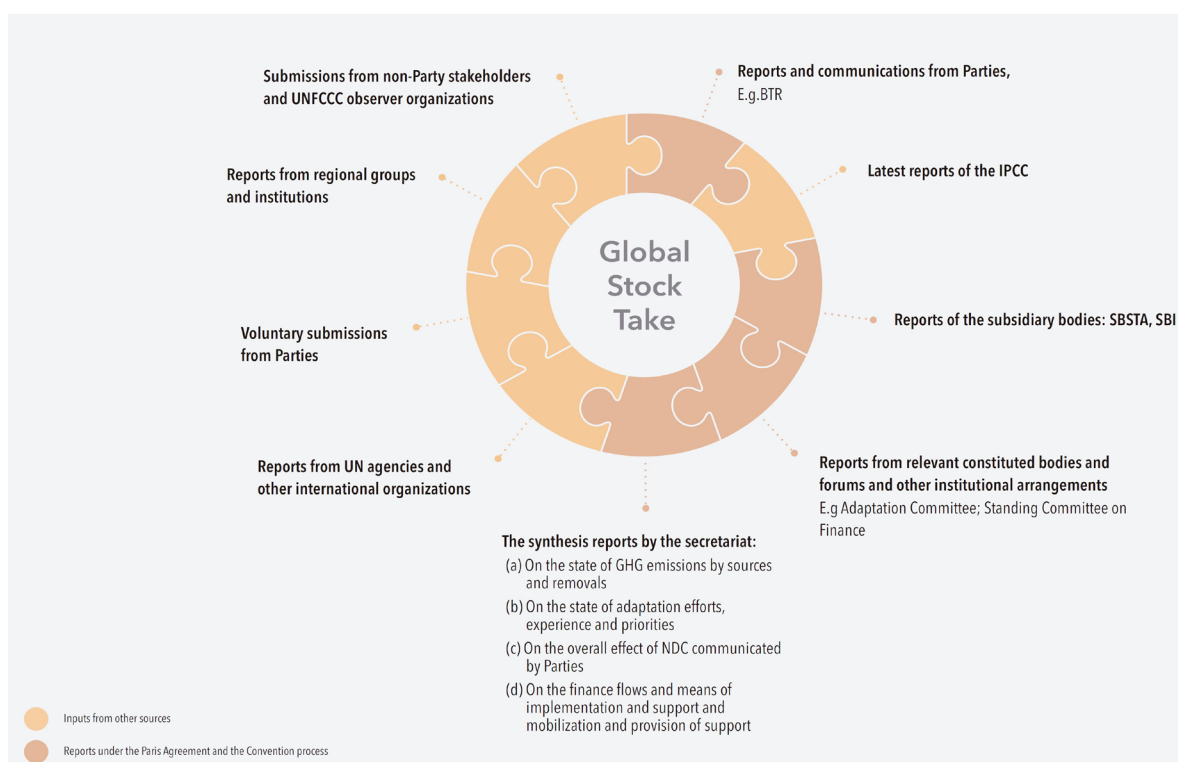 Submissions from non-Party stakeholders
and UNFCCC observer organizations
Reports and communications from Parties,
E.g.BTR
Reports from regional groups
and institutions
Latest reports of the IPCC
Global
Stock
Take
Voluntary submissions
from Parties
Reports of the subsidiary bodies: SBSTA, SBI
Reports from UN agencies and
other international organizations
Reports from relevant constituted bodies and
forums and other institutional arrangements
E.g Adaptation Committee; Standing Committee on
Finance
The synthesis reports by the secretariat:
(a) On the state of GHG emissions by sources
and removals
(b) On the state of adaptation efforts,
experience and priorities
(c) On the overall effect of NDC communicated
by Parties
(d) On the finance flows and means of
implementation and support and
mobilization and provision of support
Inputs from other sources
Reports under the Paris Agreement and the Convention process